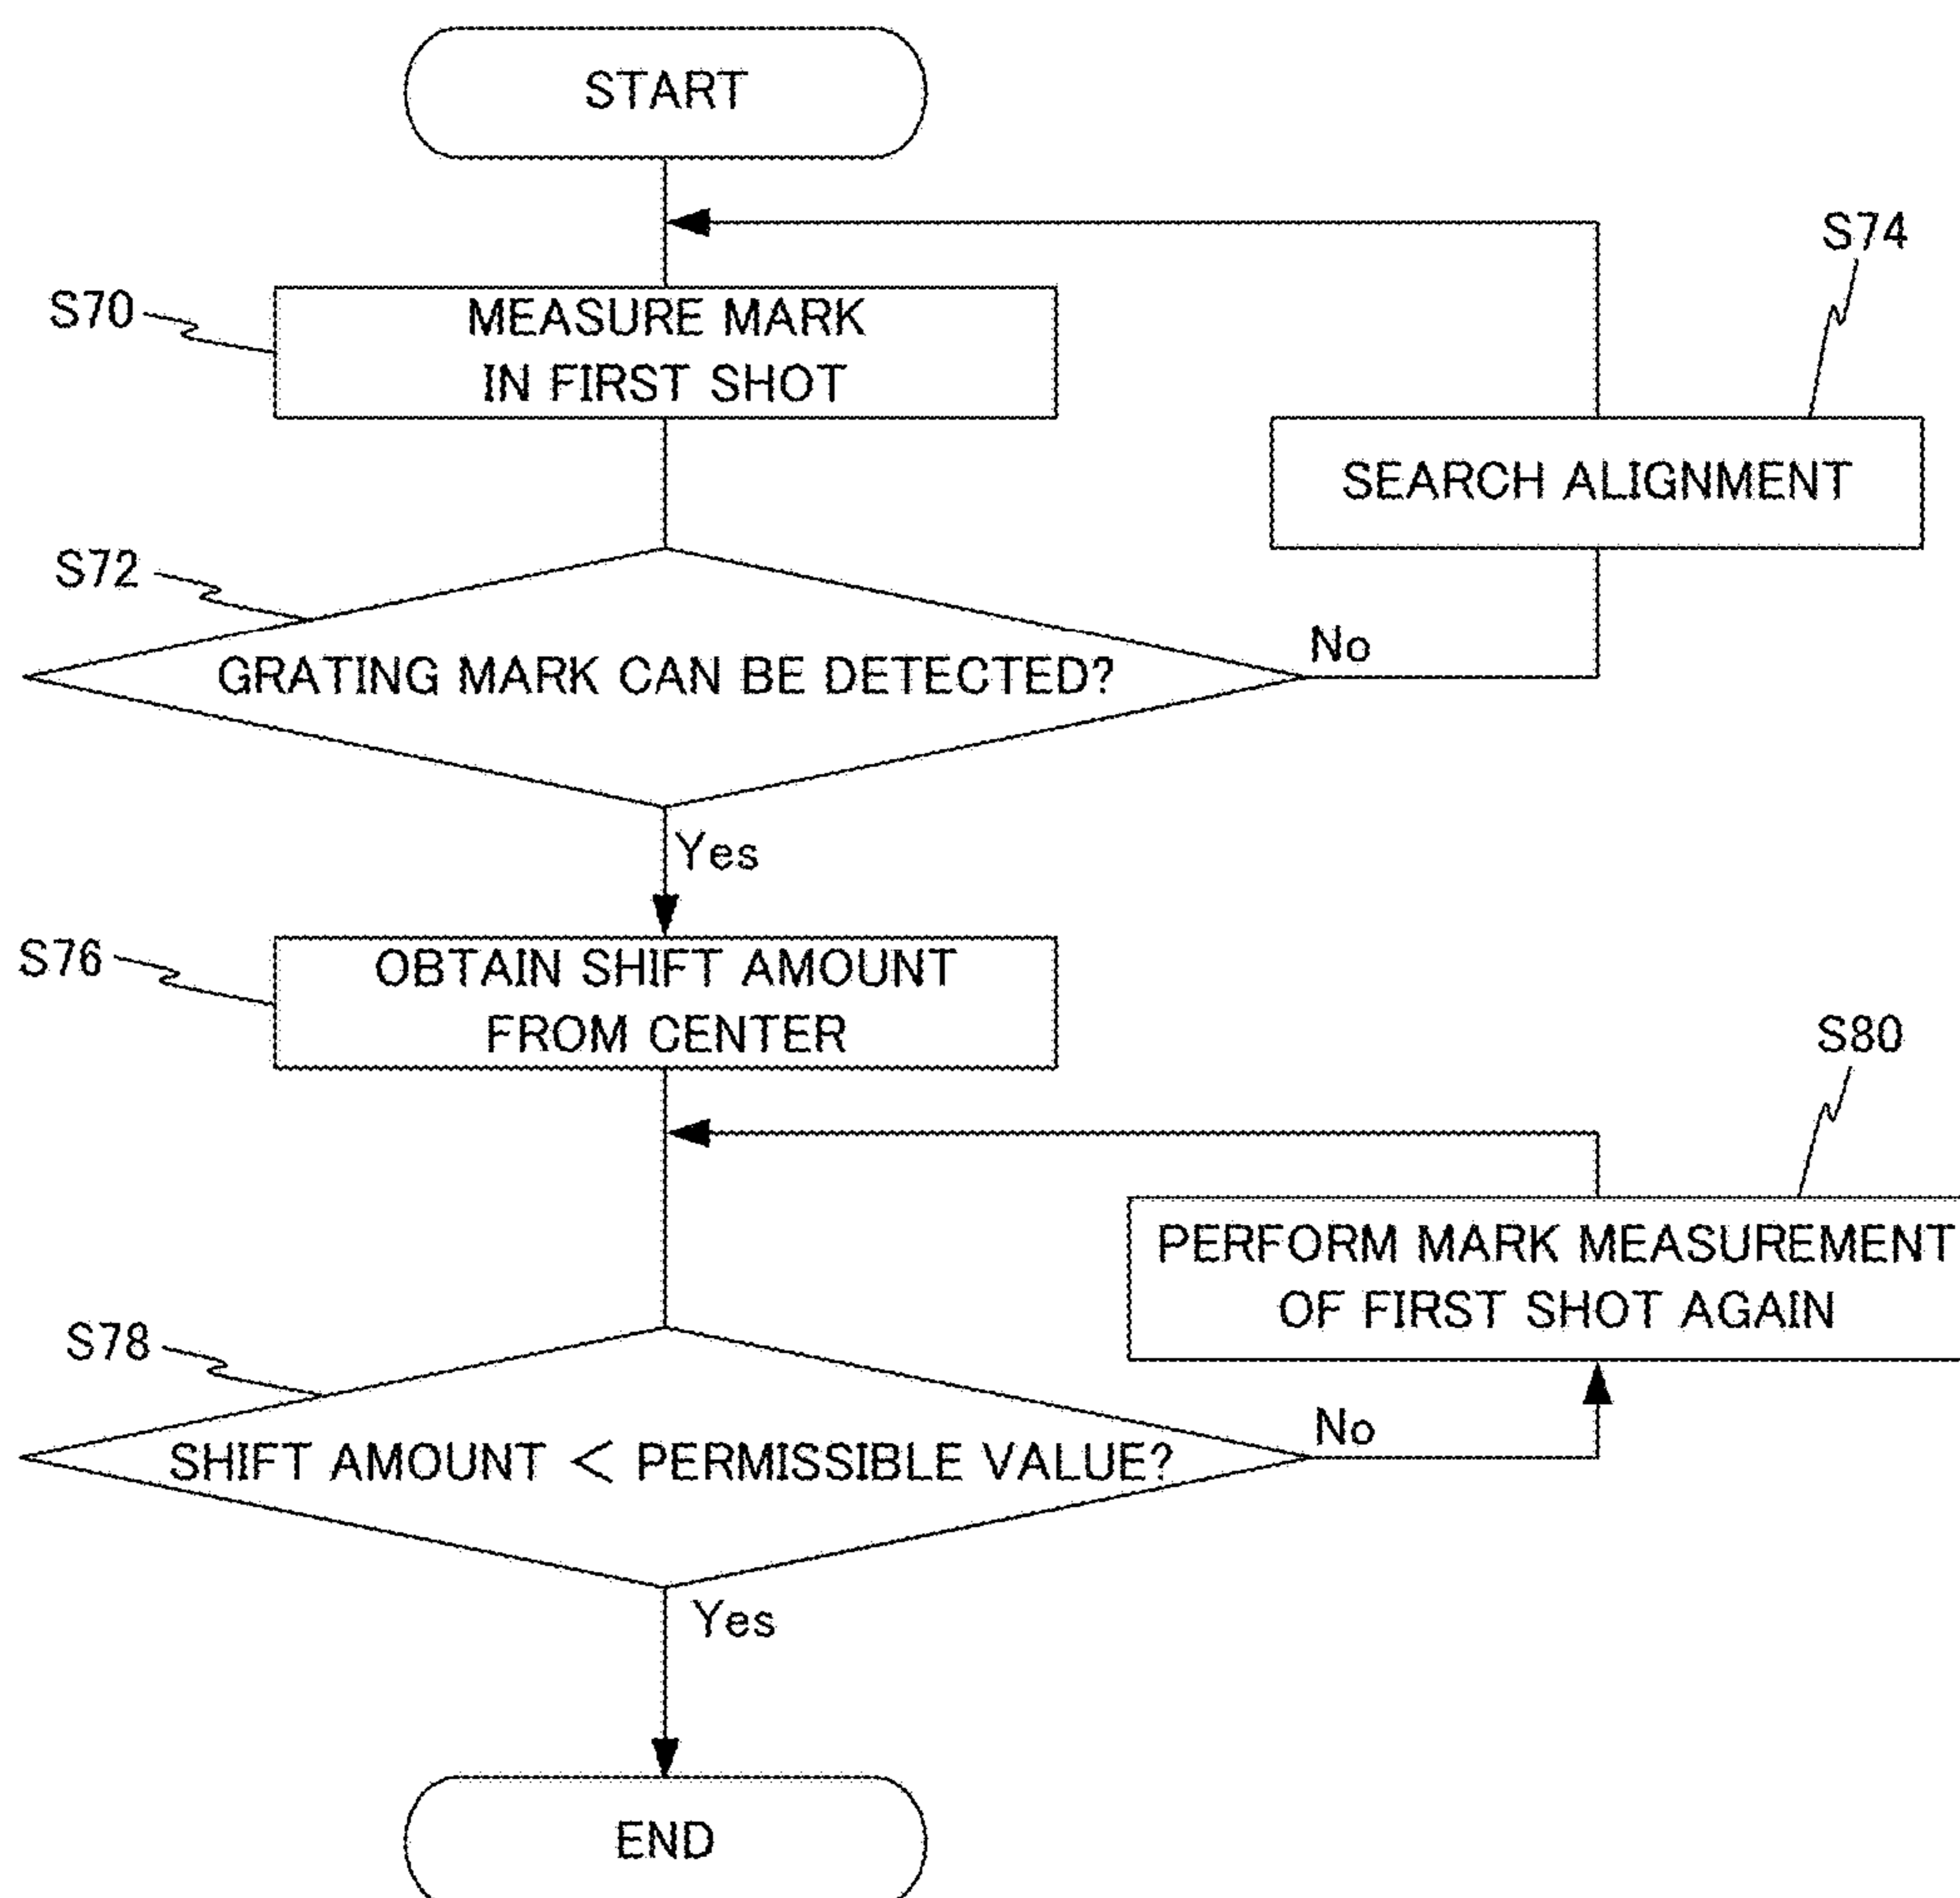 START
S74
S70
MEASURE MARK
IN FIRST SHOT
SEARCH ALIGNMENT
S72
No
GRATING MARK CAN BE DETECTED?
Yes
S76
OBTAIN SHIFT AMOUNT
FROM CENTER
S80
PERFORM MARK MEASUREMENT
OF FIRST SHOT AGAIN
S78
No
SHIFT AMOUNT < PERMISSIBLE VALUE?
Yes
END